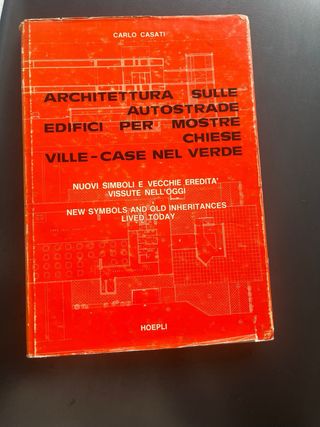 CARLO CASATI
ARCHITETTURA SULLE
AUTOSTRADE
EDIFICI PER MOSTRE
CHIESE
VILLE-CASE NEL VERDE
NUOVI SIMBOLI E VECCHIE EREDITA'
VISSUTE NELL'OGGI
NEW SYMBOLS AND OLD INHERITANCES
LIVED TODAY
HOEPLI